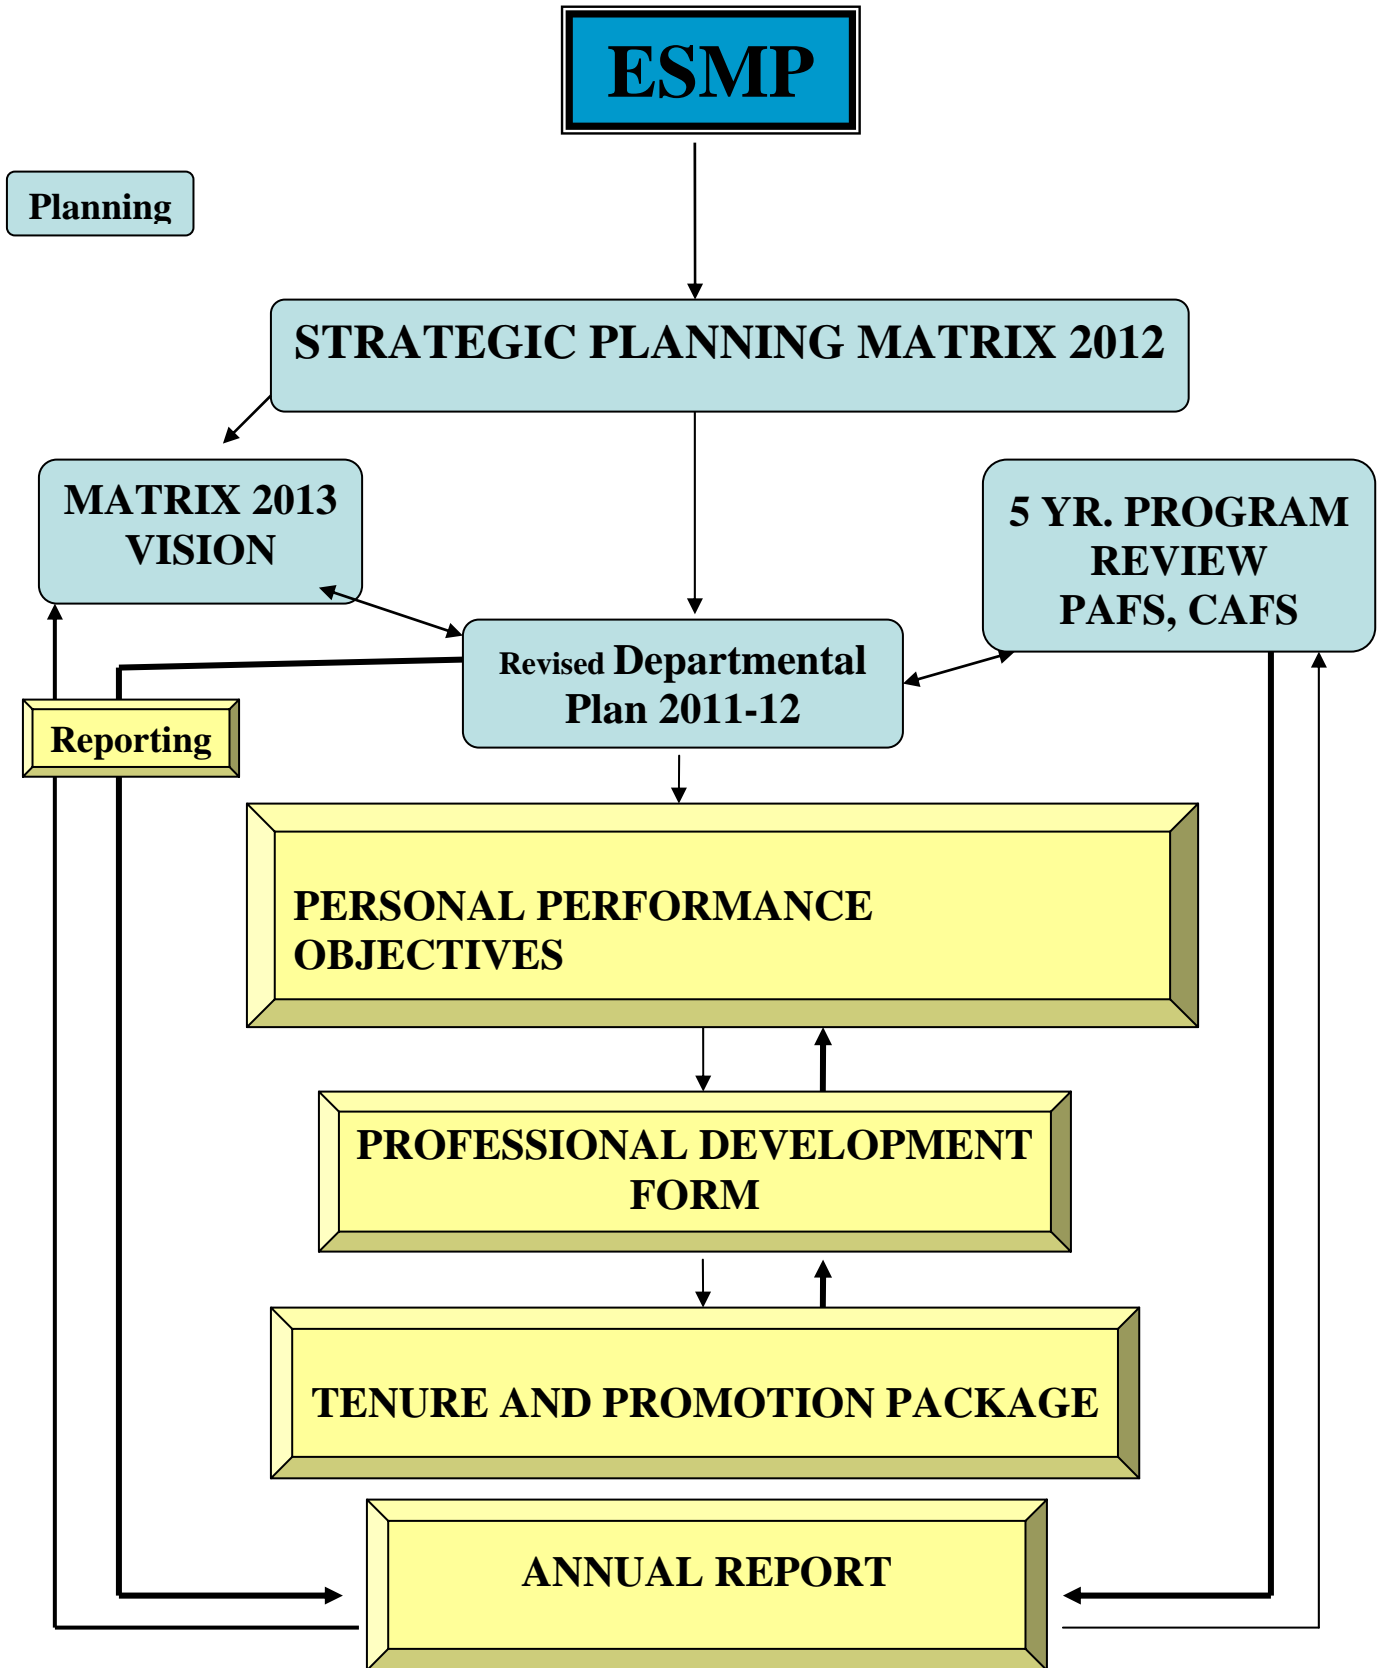 ESMP
Planning
STRATEGIC PLANNING MATRIX 2012
MATRIX 2013
VISION
5 YR. PROGRAM
REVIEW
PAFS, CAFS
Revised Departmental
Plan 2011-12
Reporting
PERSONAL PERFORMANCE
OBJECTIVES
PROFESSIONAL DEVELOPMENT
FORM
TENURE AND PROMOTION PACKAGE
ANNUAL REPORT